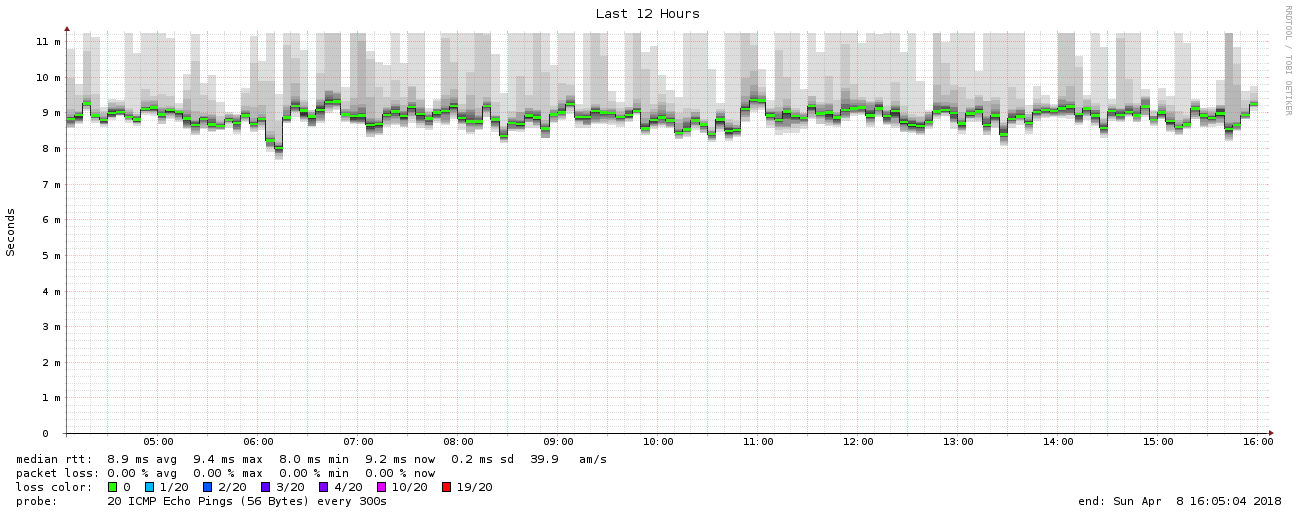 Last 12 Hours
RRDTOOL / TOBI OETIKER
Seconds
11 m
10 m
9 m
8 m
7 m
6 m
5 m
4 m
3 m
2 m
1 m
0
05:00 06:00 07:00 08:00 09:00 10:00 11:00 12:00 13:00 14:00 15:00 16:00
median rtt: 8.9 ms avg 9.4 ms max 8.0 ms min 9.2 ms now 0.2 ms sd 39.9 am/s
packet loss: 0.00 % avg 0.00 % max 0.00 % min 0.00 % now
loss color: 0 1/20 2/20 3/20 4/20 10/20 19/20
probe: 20 ICMP Echo Pings (56 Bytes) every 300s end: Sun Apr 8 16:05:04 2018